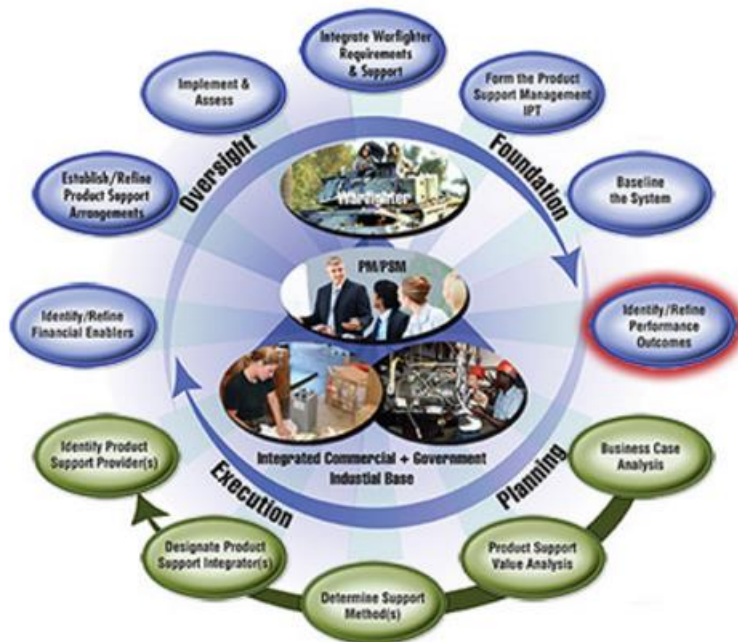 Integrate Warfighter
Requirements
& Support
Form the Product
Support Management
IPT
Baseline
the System
Identify/Refine
Performance
Outcomes
Business Case
Analysis
Product Support
Value Analysis
Determine Support
Method(s)
Designate Product
Support Integrator(s)
Identify Product
Support Provider(s)
Identify/Refine
Financial Enablers
Establish/Refine
Product Support
Arrangements
Implement &
Assess
Oversight
Foundation
Planning
Execution
Warfighter
PM/PSM
Integrated Commercial + Government
Industial Base